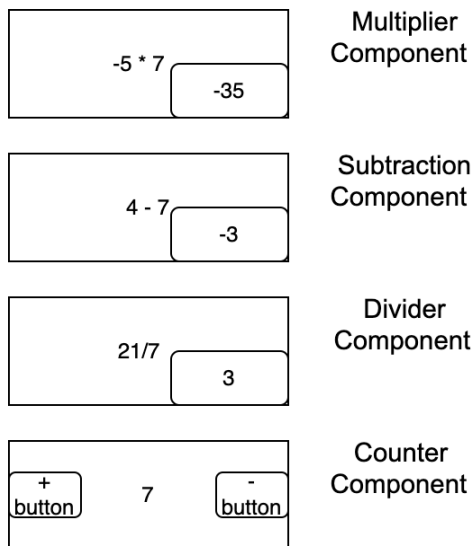 -5 * 7
-35
Multiplier
Component
4 - 7
-3
Subtraction
Component
21/7
3
Divider
Component
+
button
7
-
button
Counter
Component